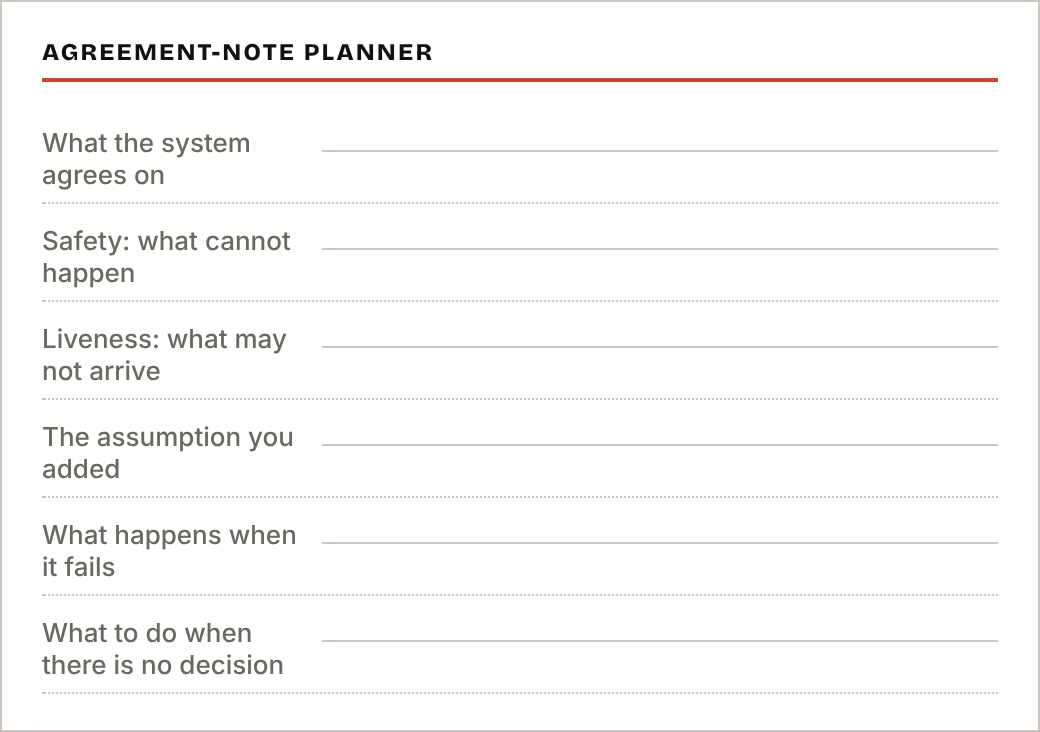 AGREEMENT-NOTE PLANNER
What the system
agrees on
Safety: what cannot
happen
Liveness: what may
not arrive
The assumption you
added
What happens when
it fails
What to do when
there is no decision